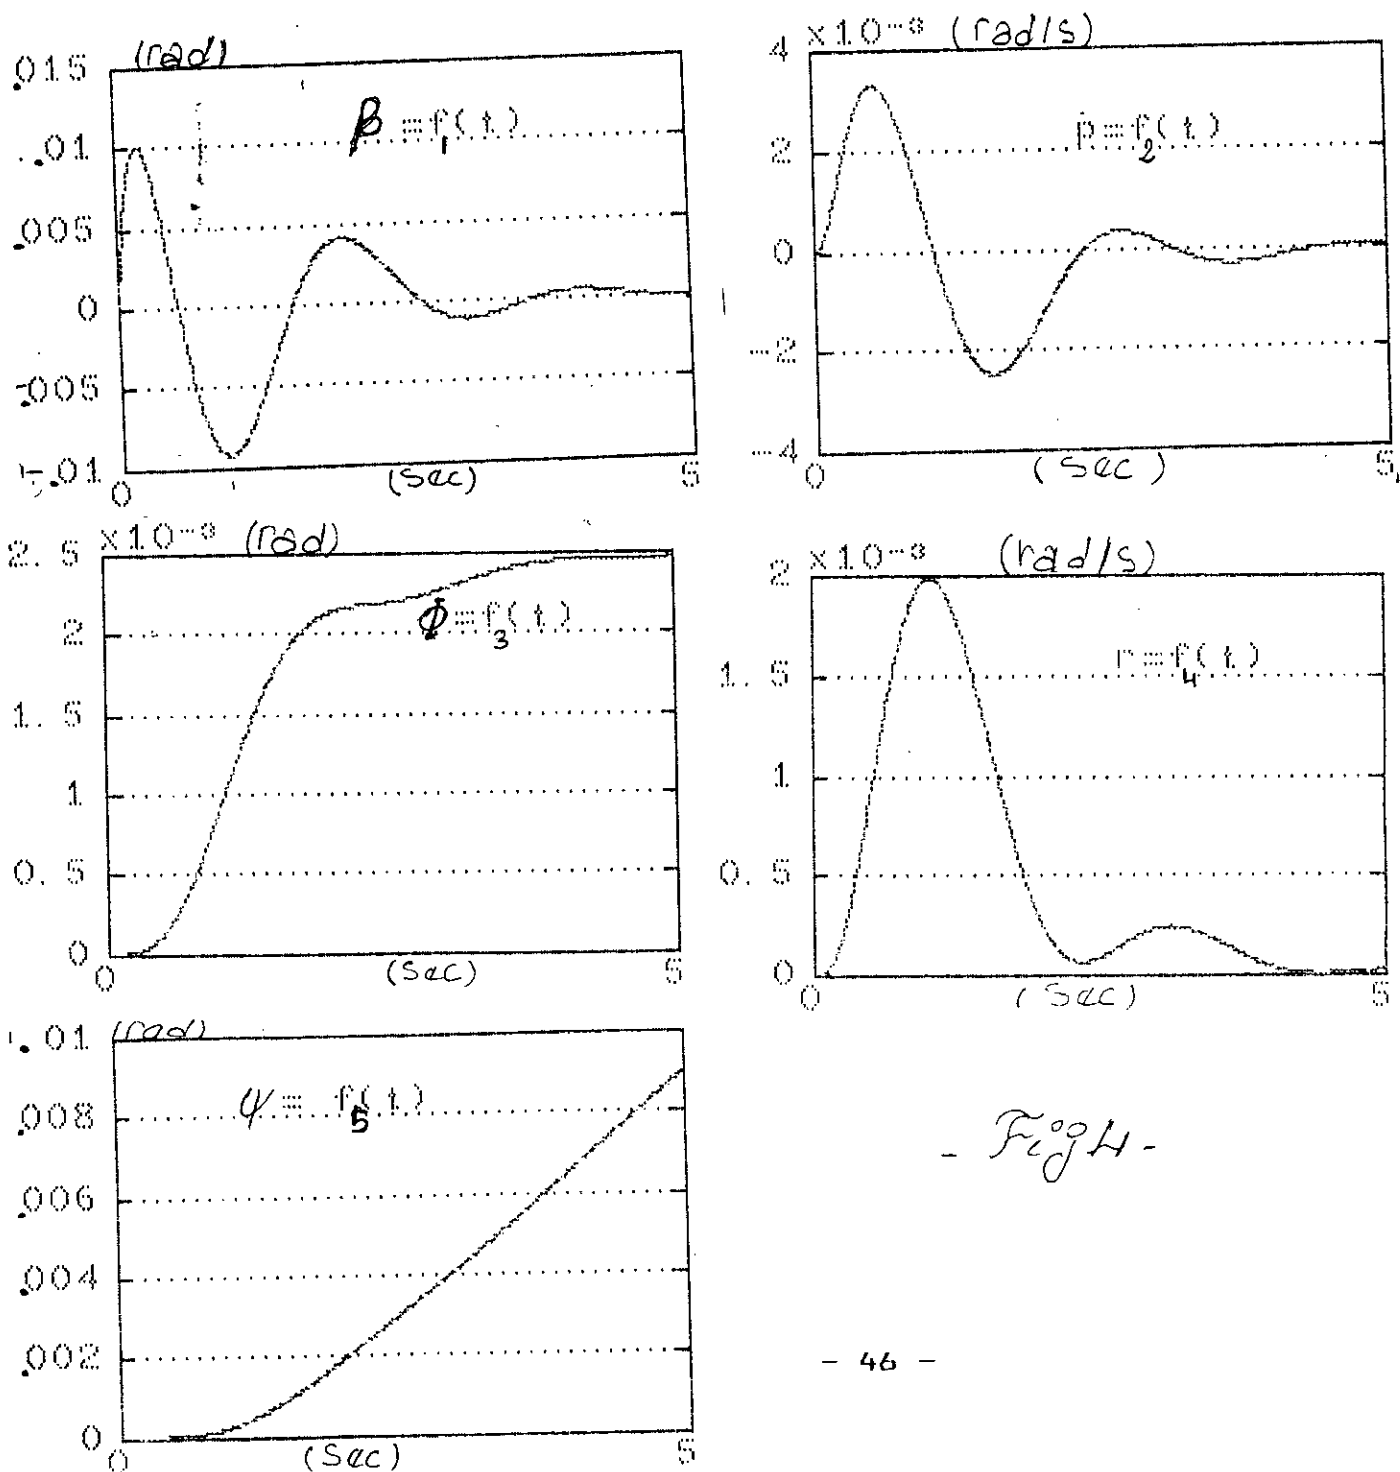 (rad)
.015
.01
.005
0
-.005
-.01
β = f1(t)
0 (Sec) 5
×10-3 (rad/s)
4
2
0
-2
-4
p = f2(t)
0 (Sec) 5
×10-3 (rad)
2.5
2
1.5
1
0.5
0
Φ = f3(t)
0 (Sec) 5
×10-3 (rad/s)
2
1.5
1
0.5
0
r = f4(t)
0 (Sec) 5
(rad)
.01
.008
.006
.004
.002
0
ψ = f5(t)
0 (Sec) 5
- Fig 4 -
- 46 -